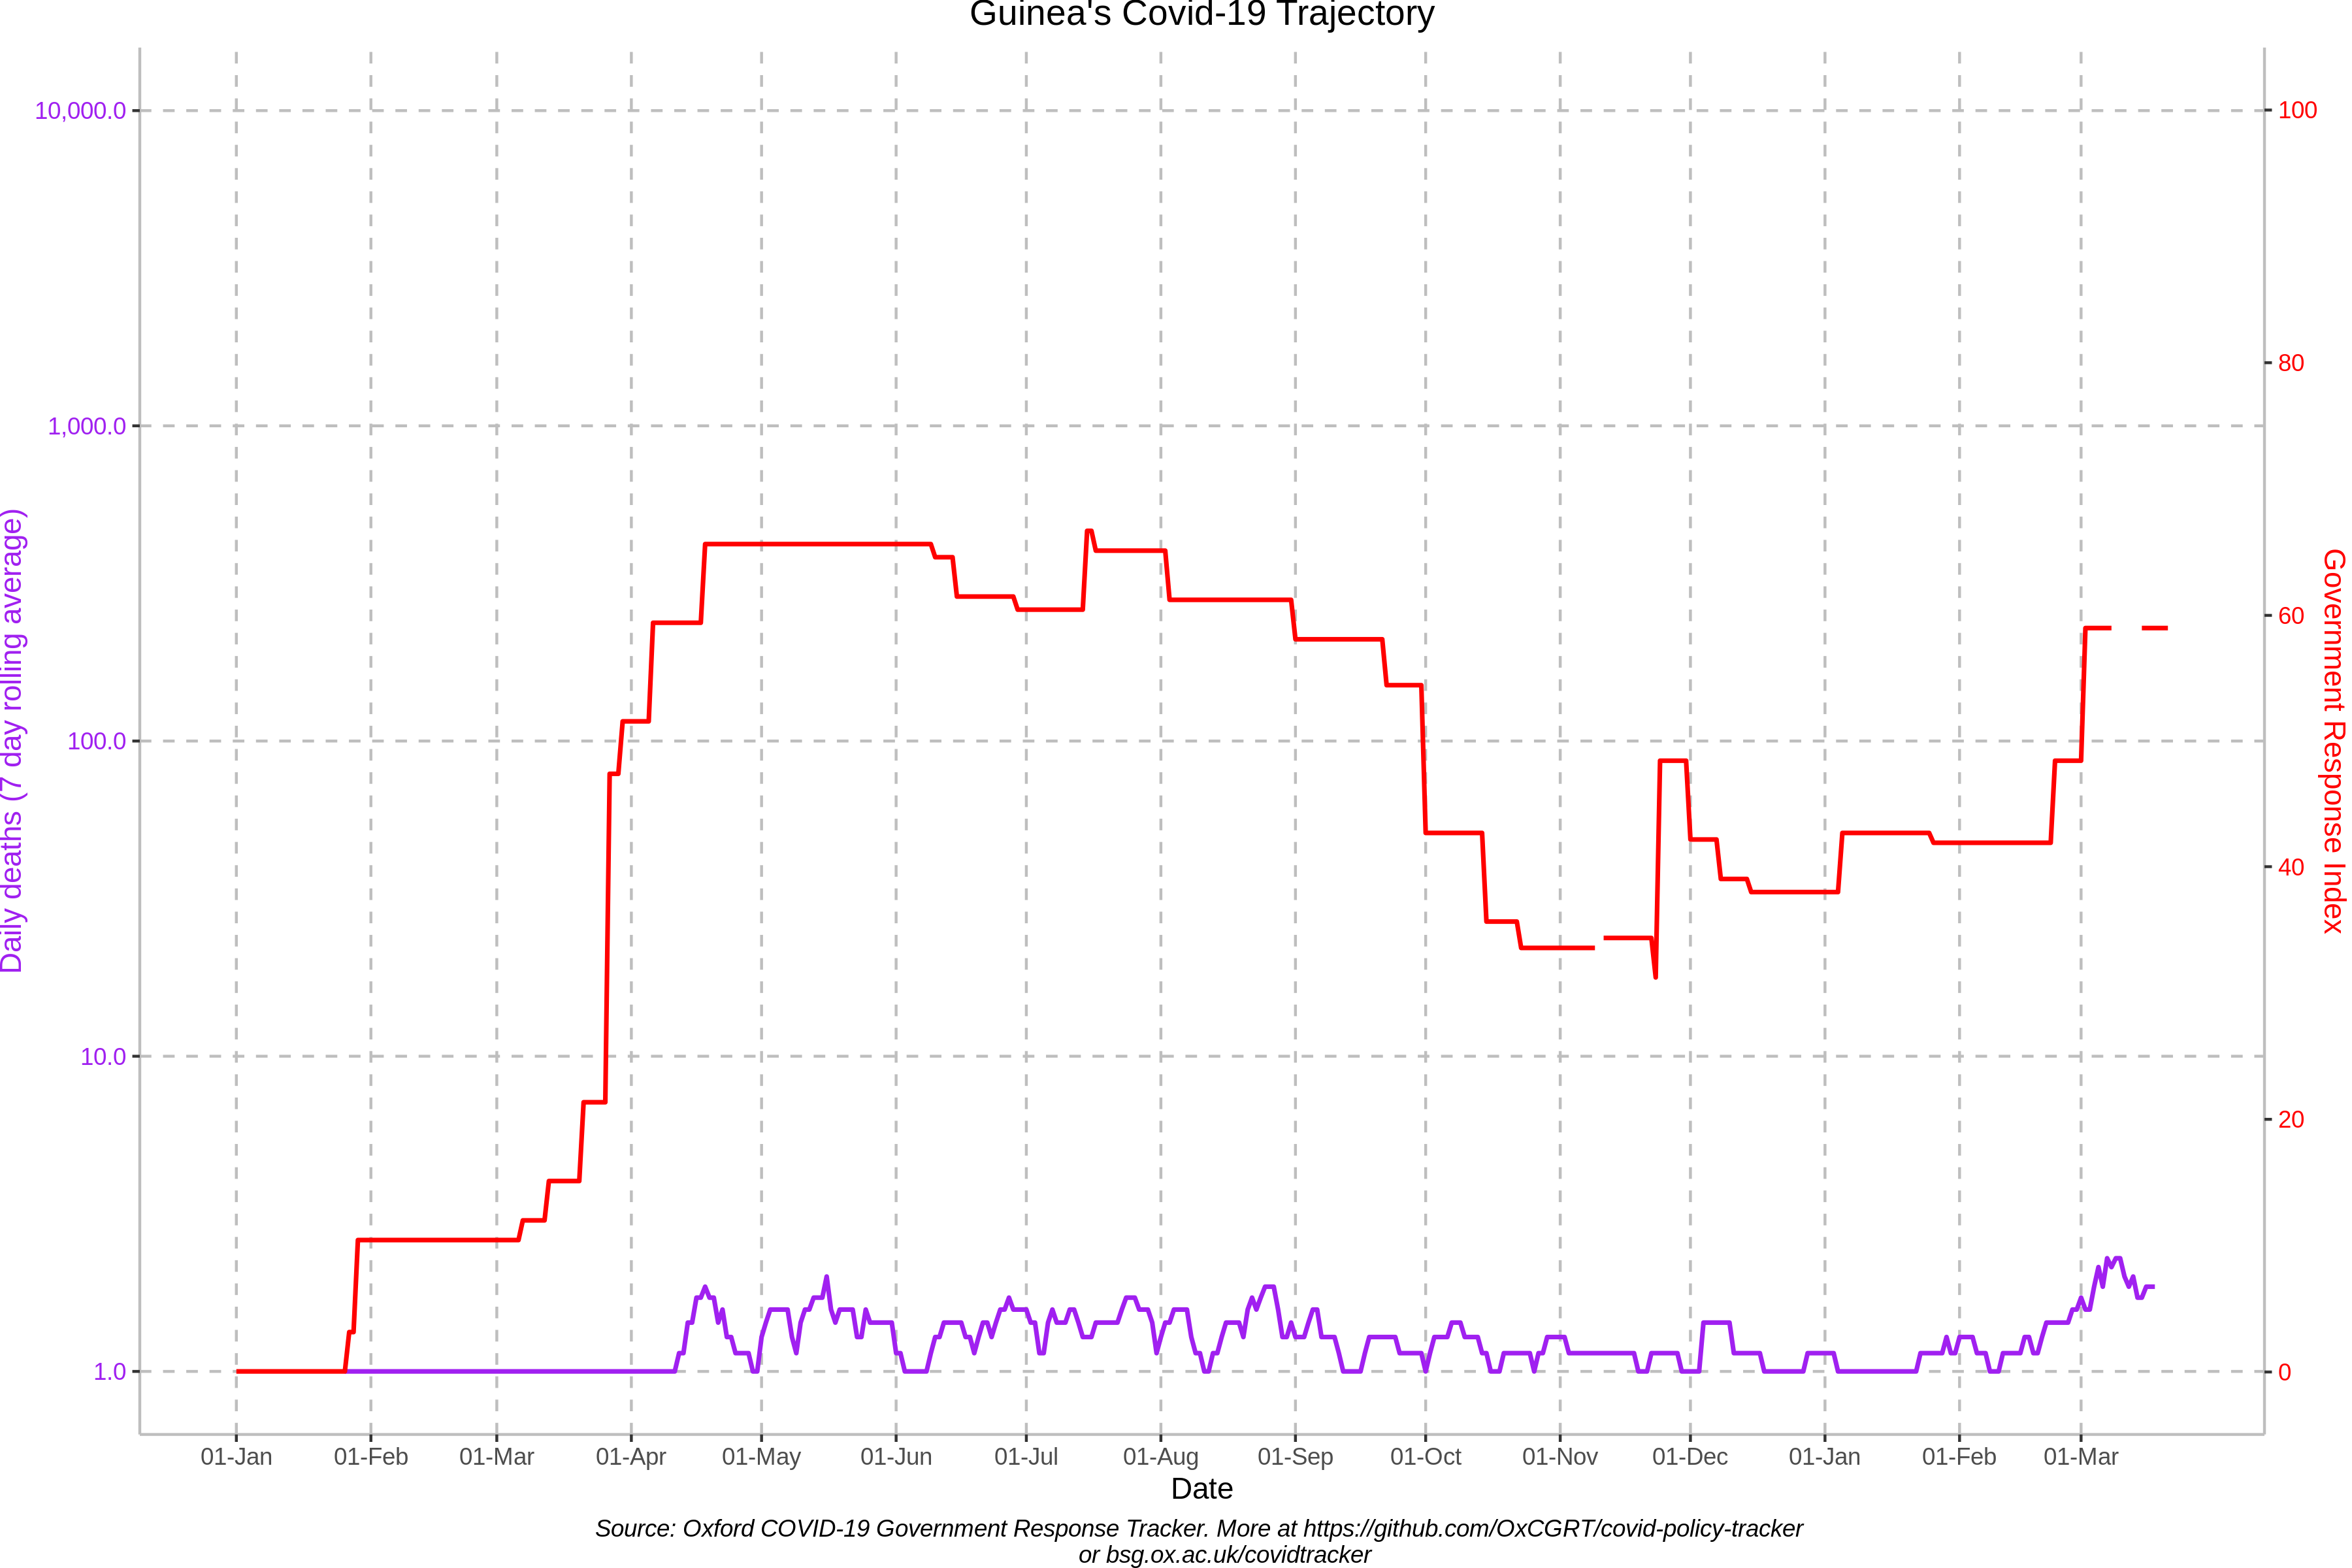 Guinea's Covid-19 Trajectory
10,000.0
1,000.0
100.0
10.0
1.0
Daily deaths (7 day rolling average)
100
80
60
40
20
0
Government Response Index
01-Jan 01-Feb 01-Mar 01-Apr 01-May 01-Jun 01-Jul 01-Aug 01-Sep 01-Oct 01-Nov 01-Dec 01-Jan 01-Feb 01-Mar
Date
Source: Oxford COVID-19 Government Response Tracker. More at https://github.com/OxCGRT/covid-policy-tracker
or bsg.ox.ac.uk/covidtracker